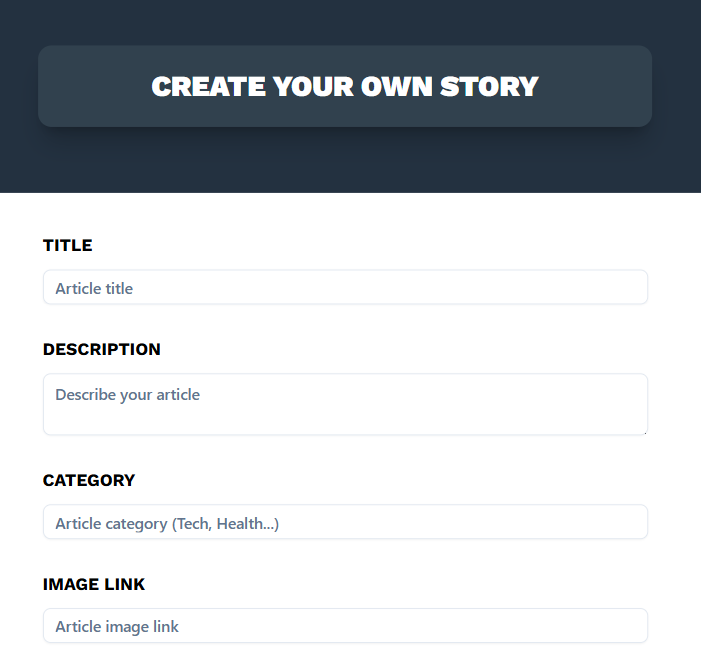 CREATE YOUR OWN STORY
TITLE
Article title
DESCRIPTION
Describe your article
CATEGORY
Article category (Tech, Health...)
IMAGE LINK
Article image link